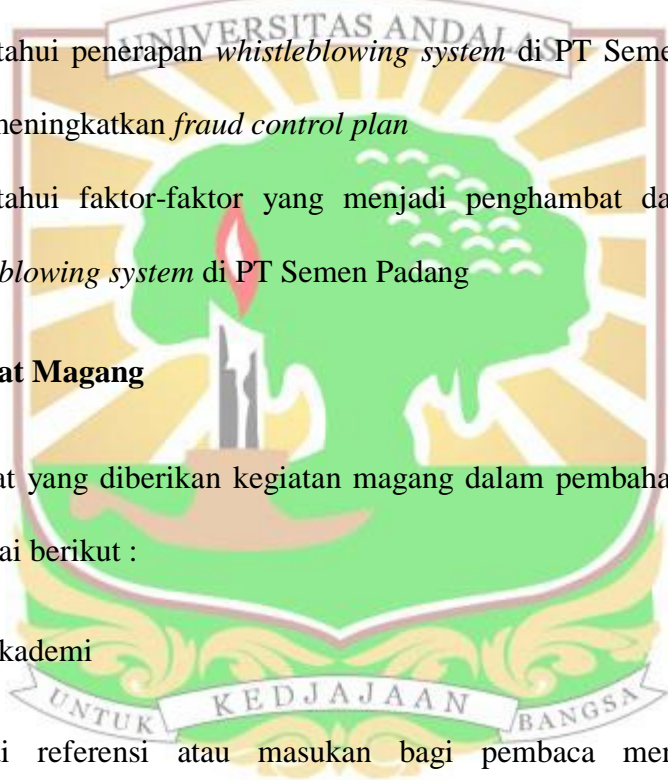 UNIVERSITAS ANDALAS
tahui penerapan whistleblowing system di PT Seme
meningkatkan fraud control plan
tahui faktor-faktor yang menjadi penghambat da
blowing system di PT Semen Padang
at Magang
at yang diberikan kegiatan magang dalam pembaha
ai berikut :
kademi
UNTUK KEDJAJAAN BANGSA
ai referensi atau masukan bagi pembaca men